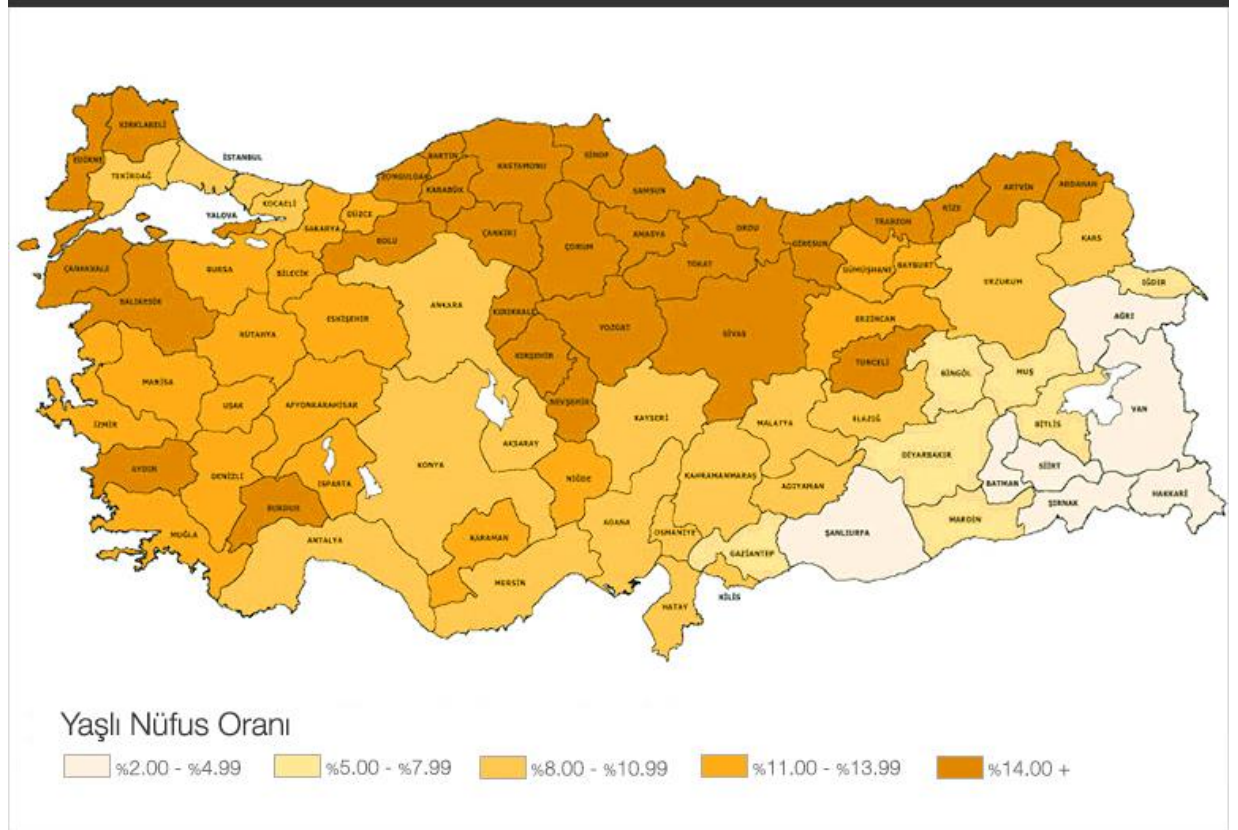 KIRKLARELİ
EDİRNE
TEKİRDAĞ
İSTANBUL
KOCAELİ
YALOVA
SAKARYA
DÜZCE
BOLU
ZONGULDAK
BARTIN
KARABÜK
KASTAMONU
SİNOP
SAMSUN
ÇANKIRI
ÇORUM
AMASYA
TOKAT
ORDU
GİRESUN
TRABZON
RİZE
ARTVİN
ARDAHAN
KARS
GÜMÜŞHANE
BAYBURT
ERZURUM
IĞDIR
AĞRI
ÇANAKKALE
BALIKESİR
BURSA
BİLECİK
ESKİŞEHİR
KÜTAHYA
ANKARA
KIRIKKALE
KIRŞEHİR
YOZGAT
SİVAS
ERZİNCAN
TUNCELİ
BİNGÖL
MUŞ
BİTLİS
VAN
MANİSA
UŞAK
AFYONKARAHİSAR
İZMİR
NEVŞEHİR
KAYSERİ
MALATYA
ELAZIĞ
AKSARAY
KONYA
DİYARBAKIR
BATMAN
SİİRT
ŞIRNAK
HAKKARİ
AYDIN
DENİZLİ
ISPARTA
BURDUR
NİĞDE
KAHRAMANMARAŞ
ADIYAMAN
MARDİN
MUĞLA
ANTALYA
KARAMAN
MERSİN
ADANA
OSMANİYE
GAZİANTEP
ŞANLIURFA
KİLİS
HATAY
Yaşlı Nüfus Oranı
%2.00 - %4.99
%5.00 - %7.99
%8.00 - %10.99
%11.00 - %13.99
%14.00 +